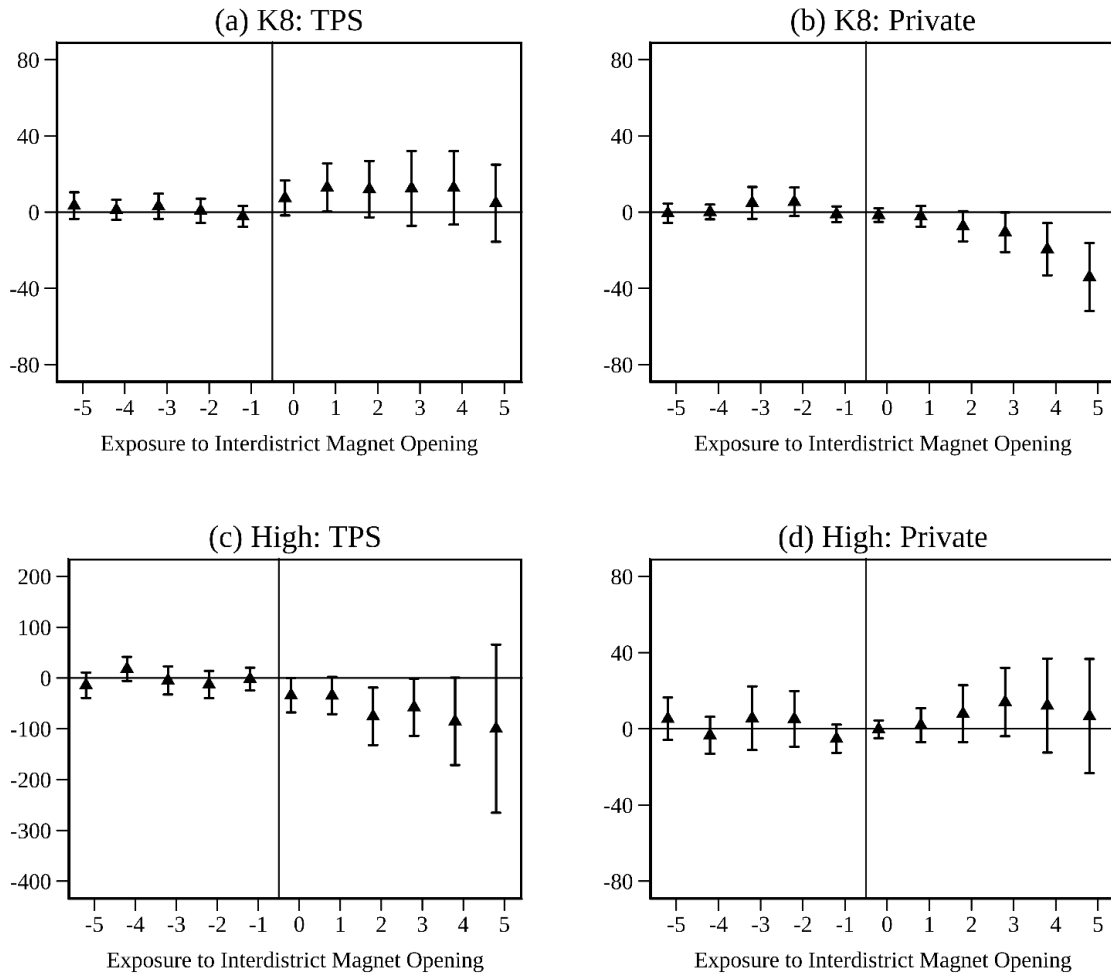 (a) K8: TPS
80
40
0
-40
-80
-5 -4 -3 -2 -1 0 1 2 3 4 5
Exposure to Interdistrict Magnet Opening
(b) K8: Private
80
40
0
-40
-80
-5 -4 -3 -2 -1 0 1 2 3 4 5
Exposure to Interdistrict Magnet Opening
(c) High: TPS
200
100
0
-100
-200
-300
-400
-5 -4 -3 -2 -1 0 1 2 3 4 5
Exposure to Interdistrict Magnet Opening
(d) High: Private
80
40
0
-40
-80
-5 -4 -3 -2 -1 0 1 2 3 4 5
Exposure to Interdistrict Magnet Opening